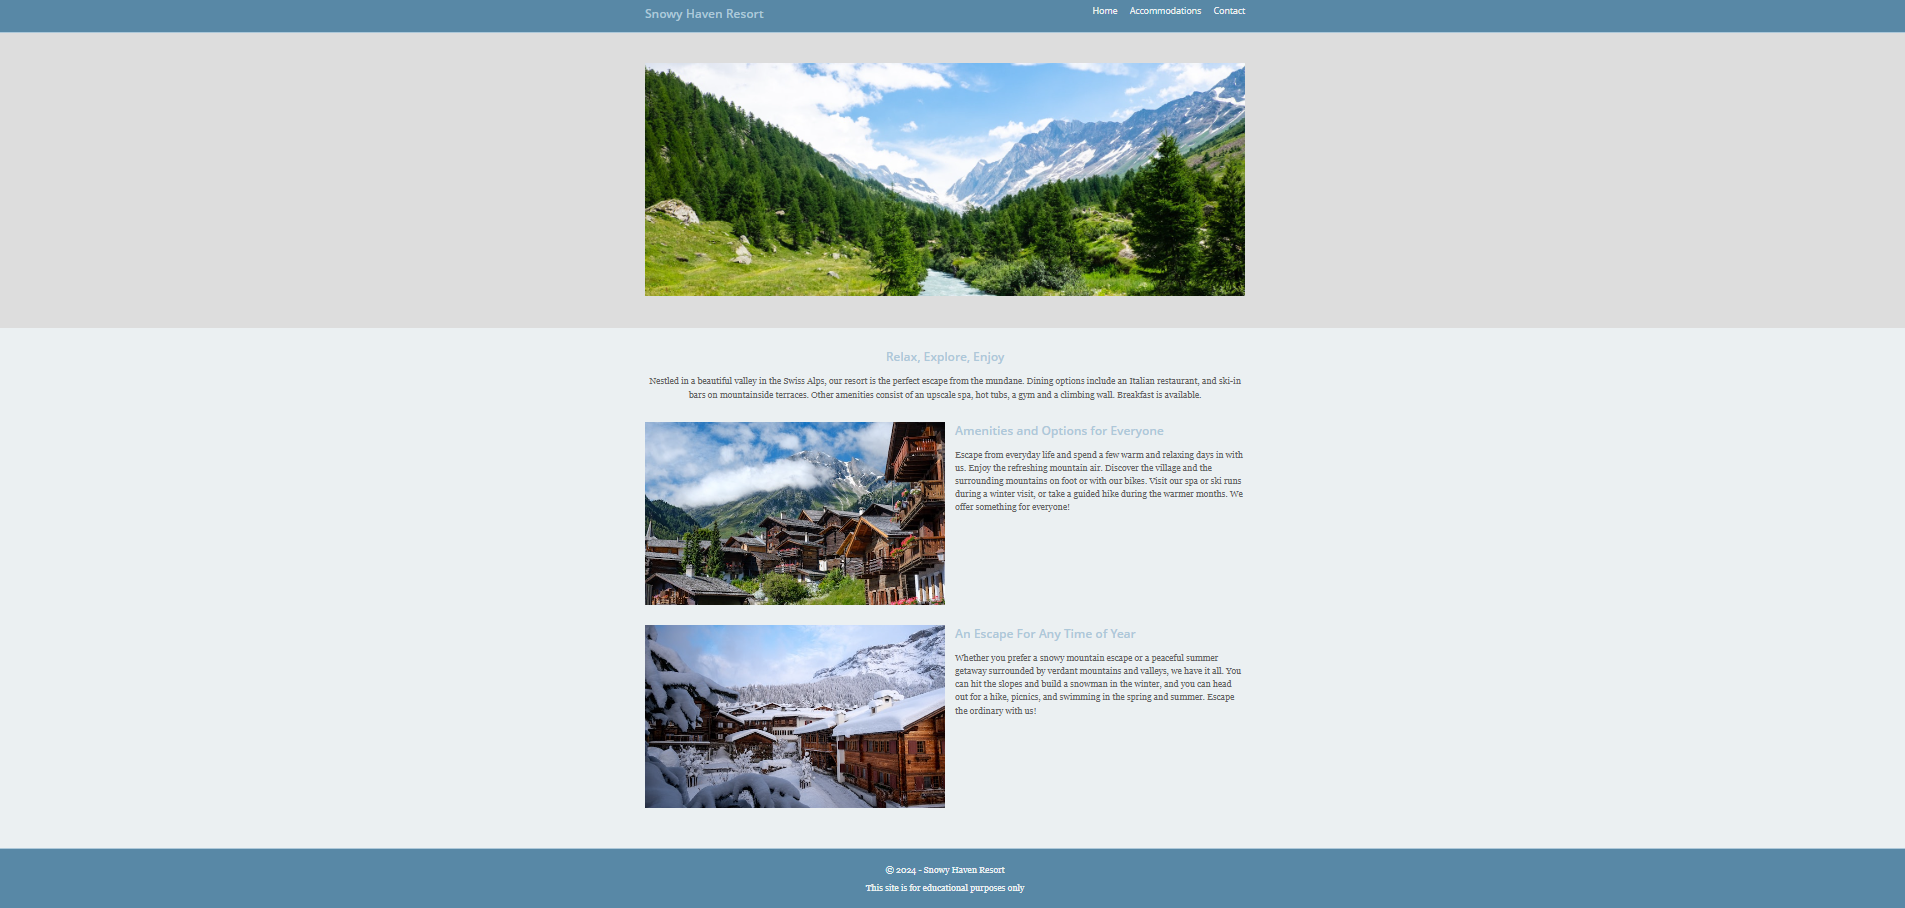 Snowy Haven Resort
Home Accommodations Contact
Relax, Explore, Enjoy
Nestled in a beautiful valley in the Swiss Alps, our resort is the perfect escape from the mundane. Dining options include an Italian restaurant, and ski-in
bars on mountainside terraces. Other amenities consist of an upscale spa, hot tubs, a gym and a climbing wall. Breakfast is available.
Amenities and Options for Everyone
Escape from everyday life and spend a few warm and relaxing days in with
us. Enjoy the refreshing mountain air. Discover the village and the
surrounding mountains on foot or with our bikes. Visit our spa or ski runs
during a winter visit, or take a guided hike during the warmer months. We
offer something for everyone!
An Escape For Any Time of Year
Whether you prefer a snowy mountain escape or a peaceful summer
getaway surrounded by verdant mountains and valleys, we have it all. You
can hit the slopes and build a snowman in the winter, and you can head
out for a hike, picnics, and swimming in the spring and summer. Escape
the ordinary with us!
© 2024 - Snowy Haven Resort
This site is for educational purposes only